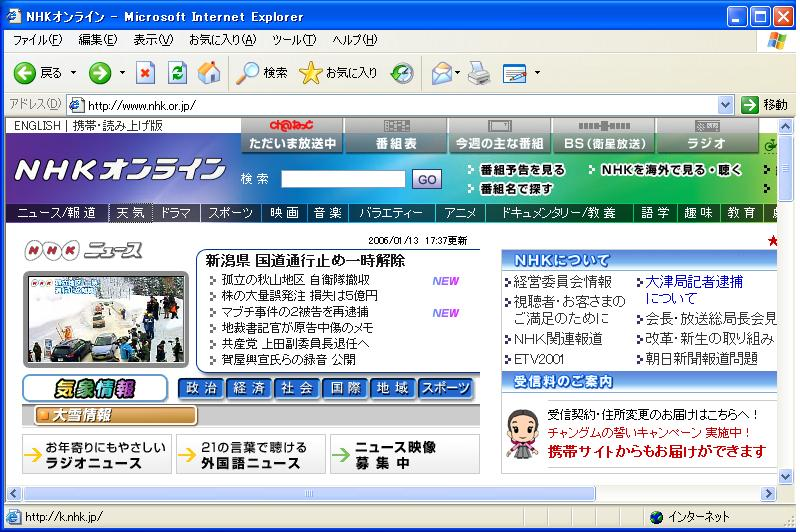 NHKオンライン - Microsoft Internet Explorer
ファイル(F) 編集(E) 表示(V) お気に入り(A) ツール(T) ヘルプ(H)
戻る 検索 お気に入り
アドレス(D) http://www.nhk.or.jp/ 移動
ENGLISH | 携帯・読み上げ版
ただいま放送中 番組表 今週の主な番組 BS(衛星放送) ラジオ
NHKオンライン
検索 GO
番組予告を見る NHKを海外で見る・聴く
番組名で探す
ニュース/報道 天気 ドラマ スポーツ 映画 音楽 バラエティー アニメ ドキュメンタリー/教養 語学 趣味 教育
NHK ニュース
2006/01/13 17:37更新
新潟県 国道通行止め一時解除
孤立の秋山地区 自衛隊撤収 NEW
株の大量誤発注 損失は5億円
マブチ事件の2被告を再逮捕 NEW
地裁書記官が原告中傷のメモ
共産党 上田副委員長退任へ
賀屋興宣氏らの録音 公開
気象情報
政治 経済 社会 国際 地域 スポーツ
大雪情報
お年寄りにもやさしい
ラジオニュース
21の言葉で聴ける
外国語ニュース
ニュース映像
募集中
NHKについて
経営委員会情報
視聴者・お客さまの
ご満足のために
NHK関連報道
ETV2001
大津局記者逮捕
について
会長・放送総局長会見
改革・新生の取り組み
朝日新聞報道問題
受信料のご案内
受信契約・住所変更のお届けはこちらへ!
チャングムの誓いキャンペーン 実施中!
携帯サイトからもお届けができます
http://k.nhk.jp/ インターネット